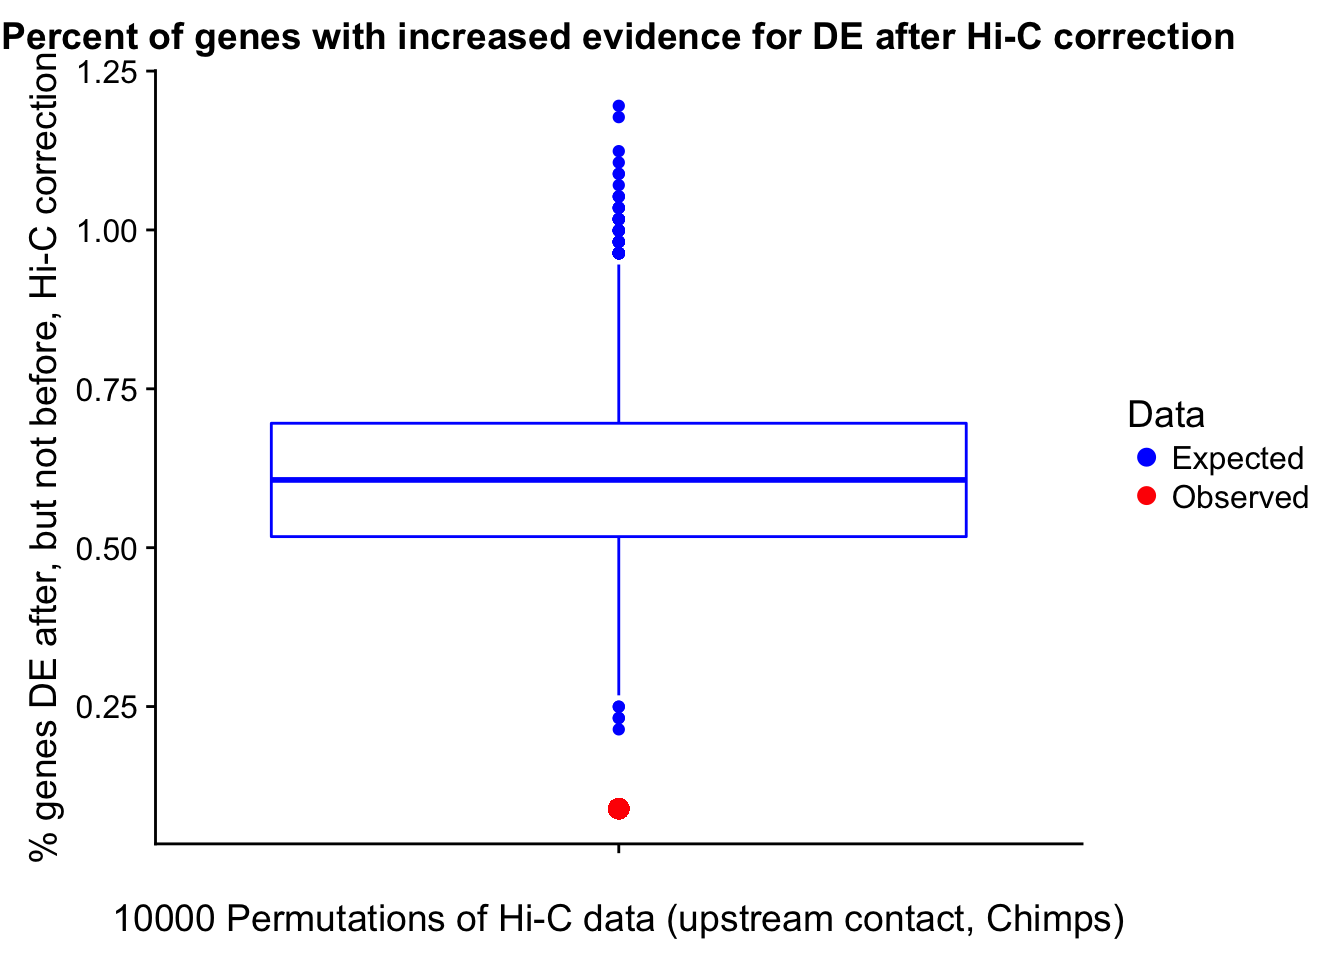 Percent of genes with increased evidence for DE after Hi-C correction
% genes DE after, but not before, Hi-C correction
1.25
1.00
0.75
0.50
0.25
Data
Expected
Observed
10000 Permutations of Hi-C data (upstream contact, Chimps)